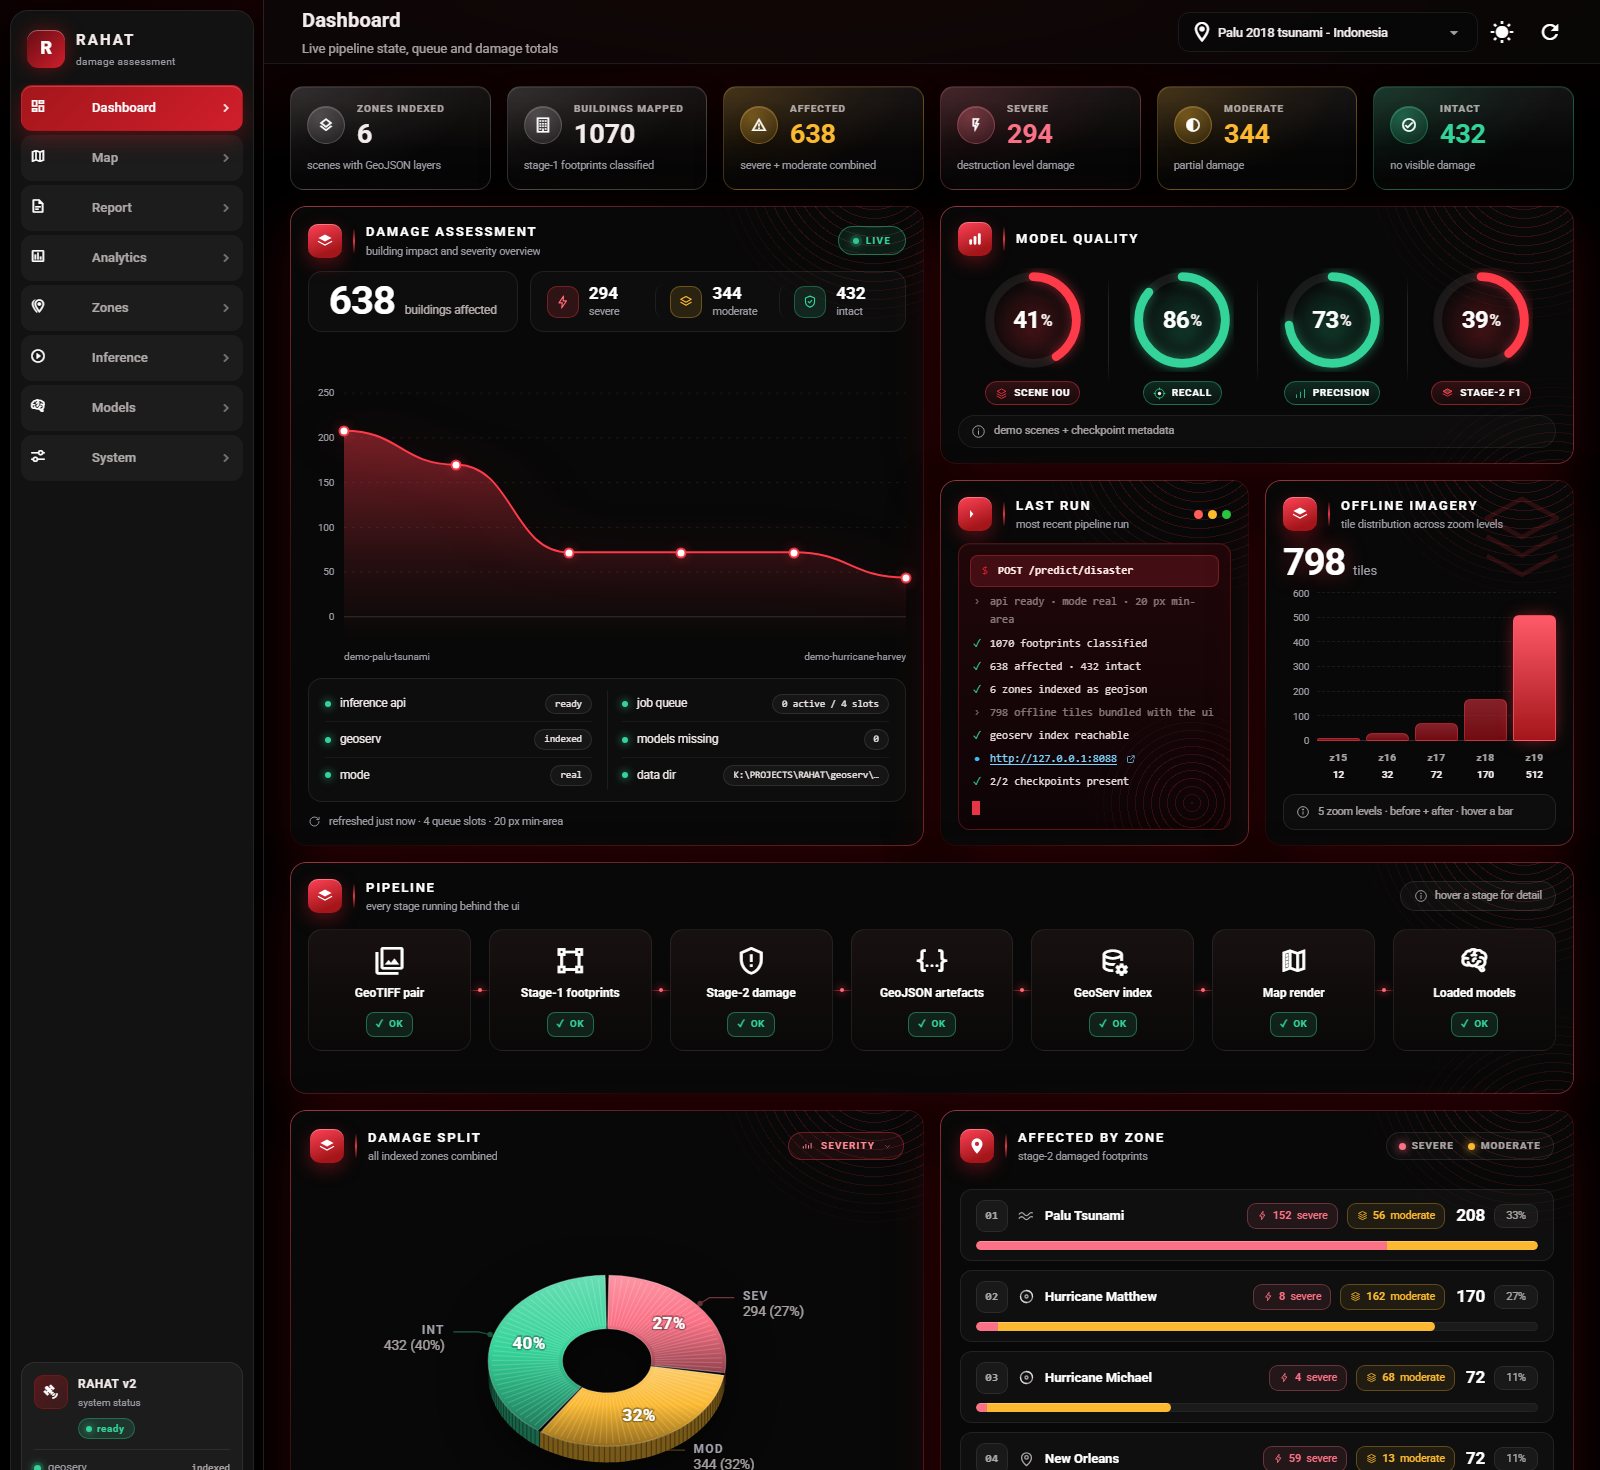 R
RAHAT
damage assessment
Dashboard
Map
Report
Analytics
Zones
Inference
Models
System
RAHAT v2
system status
ready
geoserv indexed
Dashboard
Live pipeline state, queue and damage totals
Palu 2018 tsunami - Indonesia
ZONES INDEXED
6
scenes with GeoJSON layers
BUILDINGS MAPPED
1070
stage-1 footprints classified
AFFECTED
638
severe + moderate combined
SEVERE
294
destruction level damage
MODERATE
344
partial damage
INTACT
432
no visible damage
DAMAGE ASSESSMENT
building impact and severity overview
LIVE
638 buildings affected
294
severe
344
moderate
432
intact
250
200
150
100
50
0
demo-palu-tsunami
demo-hurricane-harvey
inference api ready
job queue 0 active / 4 slots
geoserv indexed
models missing 0
mode real
data dir K:\PROJECTS\RAHAT\geoserv\…
refreshed just now · 4 queue slots · 20 px min-area
MODEL QUALITY
41%
86%
73%
39%
SCENE IOU
RECALL
PRECISION
STAGE-2 F1
demo scenes + checkpoint metadata
LAST RUN
most recent pipeline run
$ POST /predict/disaster
› api ready · mode real · 20 px min-
area
✓ 1070 footprints classified
✓ 638 affected · 432 intact
✓ 6 zones indexed as geojson
› 798 offline tiles bundled with the ui
✓ geoserv index reachable
• http://127.0.0.1:8088
✓ 2/2 checkpoints present
OFFLINE IMAGERY
tile distribution across zoom levels
798 tiles
600
500
400
300
200
100
0
z15 z16 z17 z18 z19
12 32 72 170 512
5 zoom levels · before + after · hover a bar
PIPELINE
every stage running behind the ui
hover a stage for detail
GeoTIFF pair
✓ OK
Stage-1 footprints
✓ OK
Stage-2 damage
✓ OK
GeoJSON artefacts
✓ OK
GeoServ index
✓ OK
Map render
✓ OK
Loaded models
✓ OK
DAMAGE SPLIT
all indexed zones combined
SEVERITY
SEV
294 (27%)
27%
INT
432 (40%)
40%
32%
MOD
344 (32%)
AFFECTED BY ZONE
stage-2 damaged footprints
SEVERE MODERATE
01 Palu Tsunami 152 severe 56 moderate 208 33%
02 Hurricane Matthew 8 severe 162 moderate 170 27%
03 Hurricane Michael 4 severe 68 moderate 72 11%
04 New Orleans 59 severe 13 moderate 72 11%